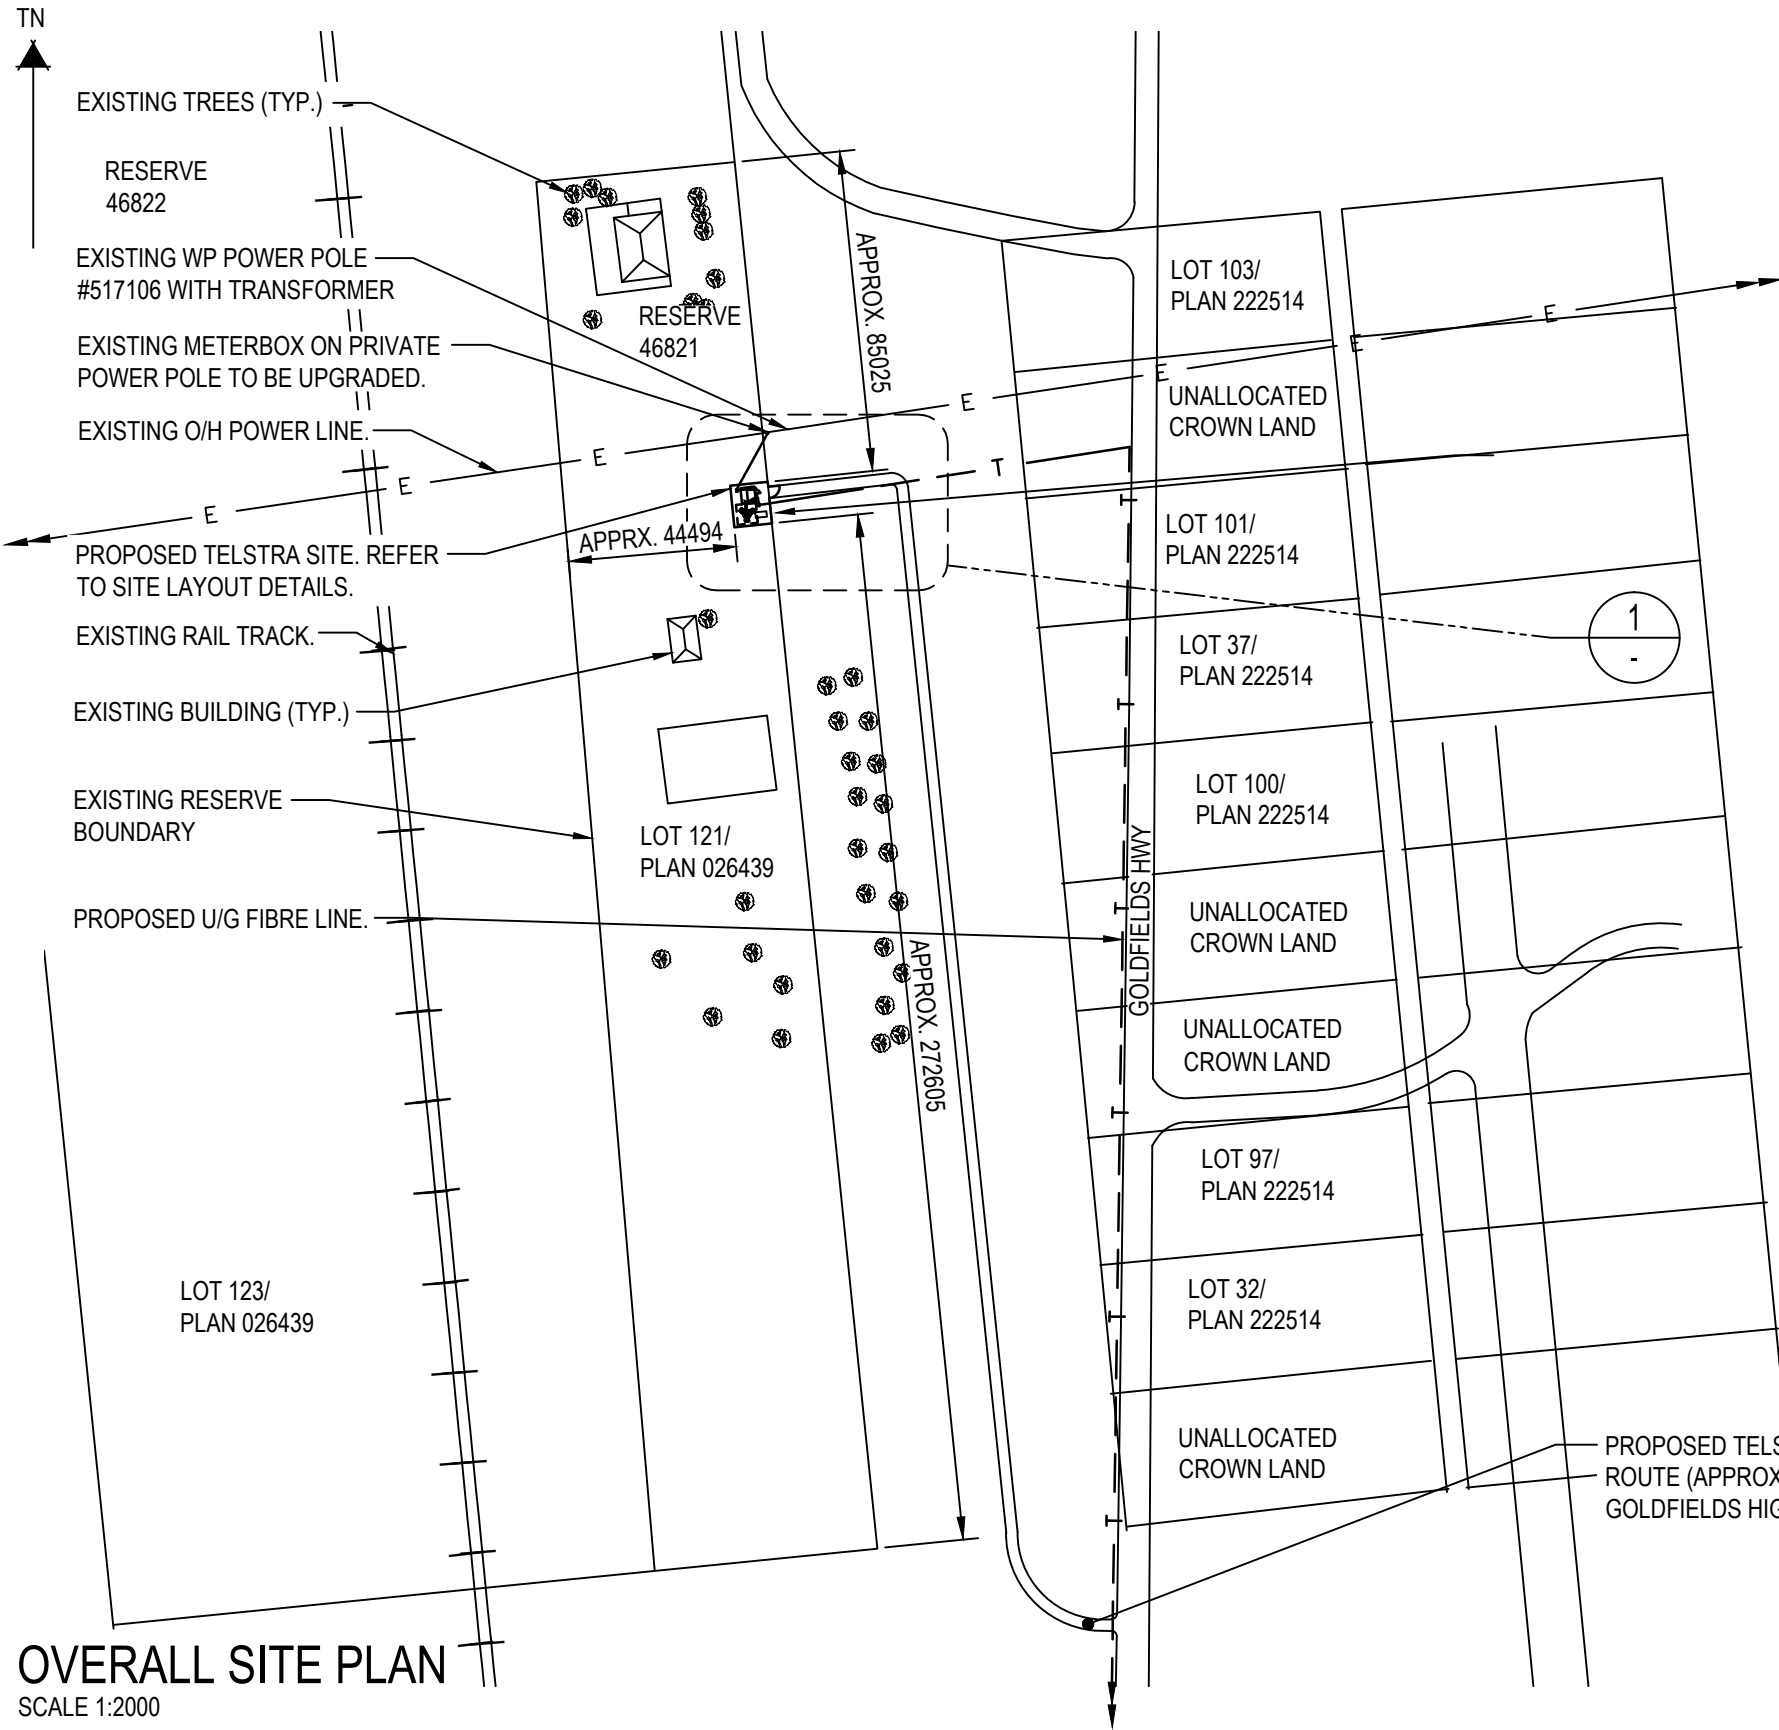 TN
EXISTING TREES (TYP.)
RESERVE
46822
EXISTING WP POWER POLE
#517106 WITH TRANSFORMER
EXISTING METERBOX ON PRIVATE
POWER POLE TO BE UPGRADED.
EXISTING O/H POWER LINE.
PROPOSED TELSTRA SITE. REFER
TO SITE LAYOUT DETAILS.
EXISTING RAIL TRACK.
EXISTING BUILDING (TYP.)
EXISTING RESERVE
BOUNDARY
PROPOSED U/G FIBRE LINE.
RESERVE
46821
APPROX. 85025
APPRX. 44494
APPROX. 272605
E
E
E
E
E
E
E
T
T
T
T
T
T
T
LOT 121/
PLAN 026439
LOT 123/
PLAN 026439
GOLDFIELDS HWY
LOT 103/
PLAN 222514
UNALLOCATED
CROWN LAND
LOT 101/
PLAN 222514
LOT 37/
PLAN 222514
LOT 100/
PLAN 222514
UNALLOCATED
CROWN LAND
UNALLOCATED
CROWN LAND
LOT 97/
PLAN 222514
LOT 32/
PLAN 222514
UNALLOCATED
CROWN LAND
1
-
PROPOSED TELS
ROUTE (APPROX
GOLDFIELDS HIG
OVERALL SITE PLAN
SCALE 1:2000